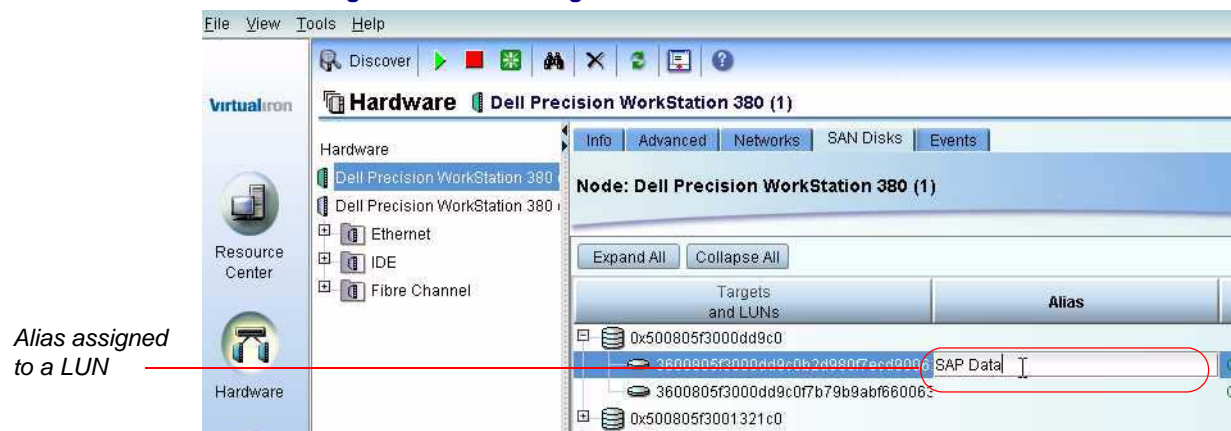 File View Tools Help
Discover
Virtualiron
Hardware Dell Precision WorkStation 380 (1)
Info Advanced Networks SAN Disks Events
Hardware
Dell Precision WorkStation 380
Dell Precision WorkStation 380
Ethernet
IDE
Fibre Channel
Node: Dell Precision WorkStation 380 (1)
Expand All Collapse All
Targets
and LUNs
Alias
0x500805f3000dd9c0
SAP Data
3600805f3000dd9c0f7b79b9abf660063
0x500805f3001321c0
Resource
Center
Hardware
Alias assigned
to a LUN